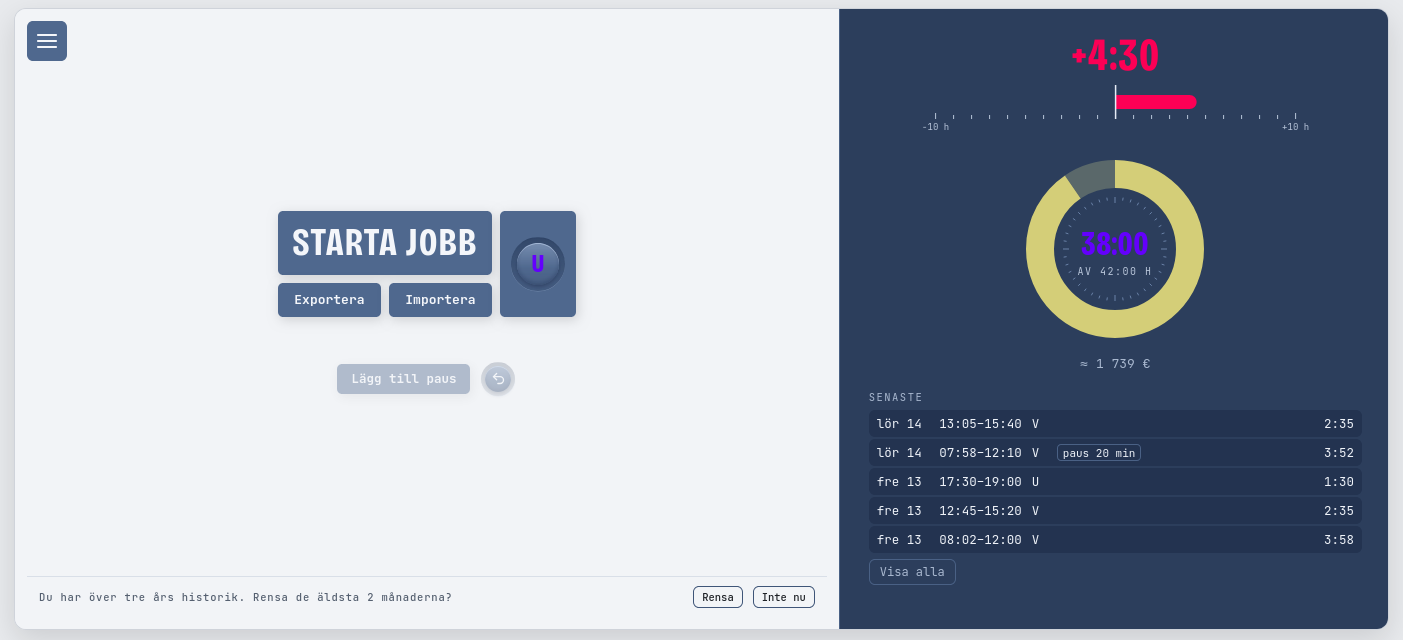 STARTA JOBB
U
Exportera
Importera
Lägg till paus
Du har över tre års historik. Rensa de äldsta 2 månaderna?
Rensa
Inte nu
+4:30
-10 h
+10 h
38:00
AV 42:00 H
≈ 1 739 €
SENASTE
lör 14 13:05–15:40 V 2:35
lör 14 07:58–12:10 V paus 20 min 3:52
fre 13 17:30–19:00 U 1:30
fre 13 12:45–15:20 V 2:35
fre 13 08:02–12:00 V 3:58
Visa alla